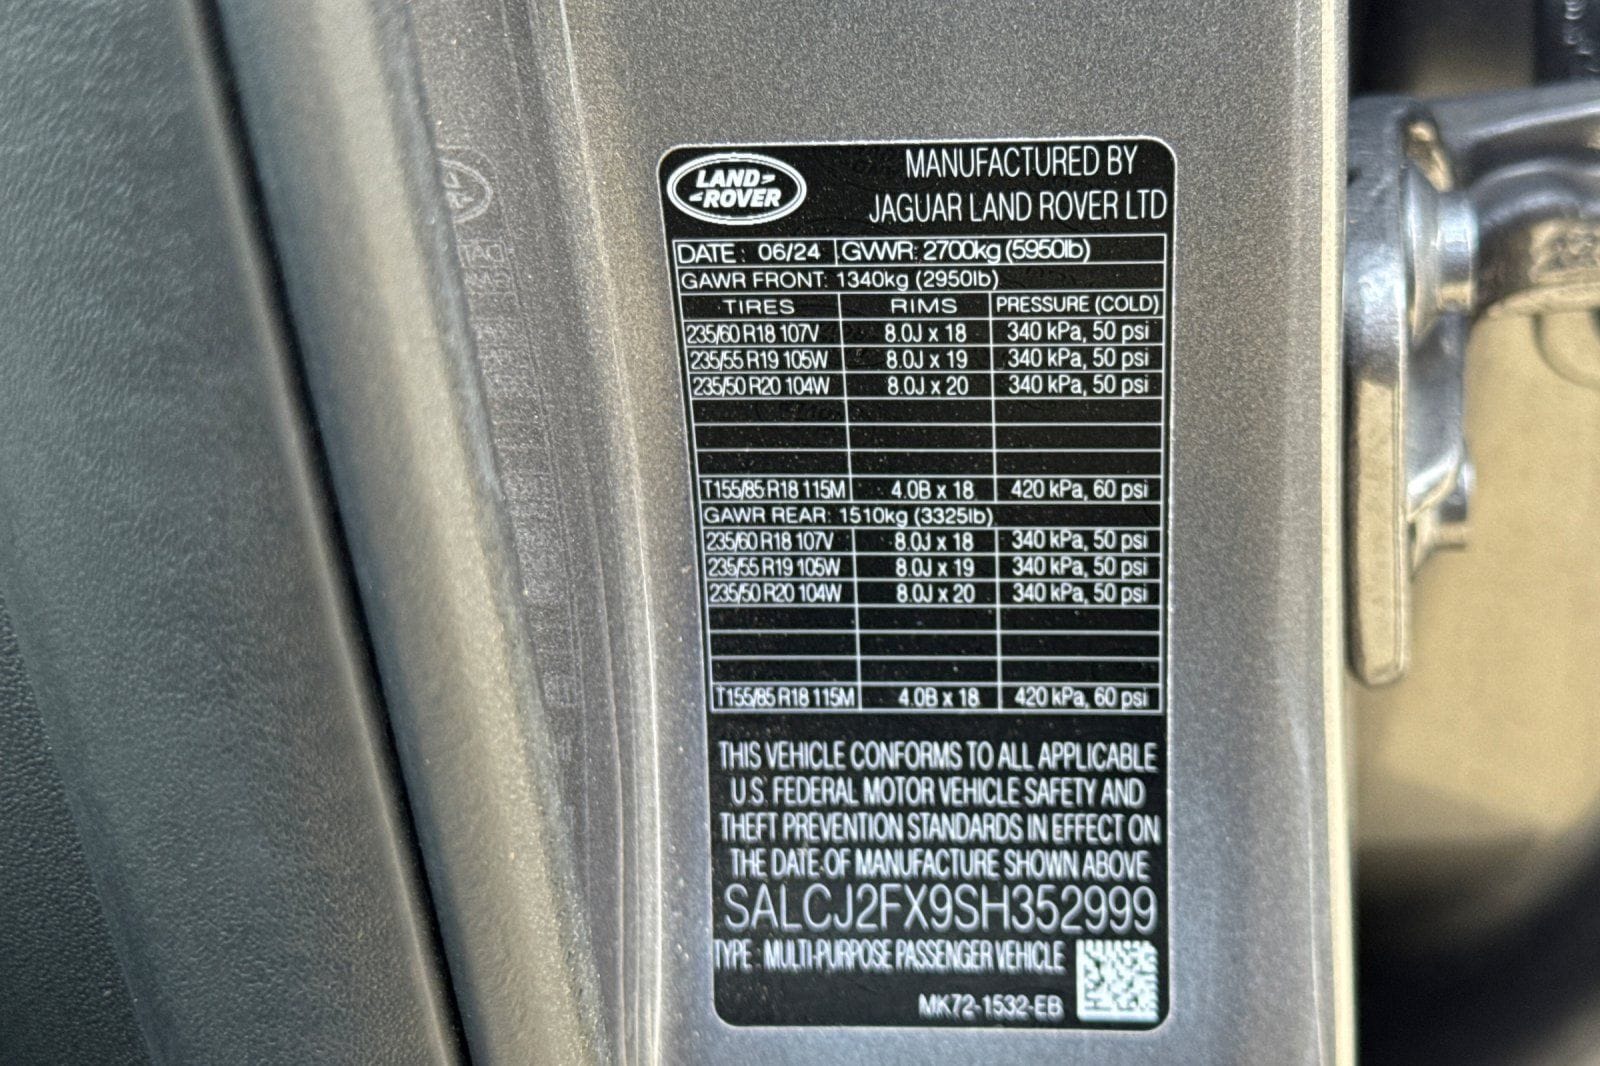 LAND ROVER
MANUFACTURED BY
JAGUAR LAND ROVER LTD
DATE: 06/24 GVWR: 2700kg (5950lb)
GAWR FRONT: 1340kg (2950lb)
TIRES RIMS PRESSURE (COLD)
235/60 R18 107V 8.0J x 18 340 kPa, 50 psi
235/55 R19 105W 8.0J x 19 340 kPa, 50 psi
235/50 R20 104W 8.0J x 20 340 kPa, 50 psi
T155/85 R18 115M 4.0B x 18 420 kPa, 60 psi
GAWR REAR: 1510kg (3325lb)
235/60 R18 107V 8.0J x 18 340 kPa, 50 psi
235/55 R19 105W 8.0J x 19 340 kPa, 50 psi
235/50 R20 104W 8.0J x 20 340 kPa, 50 psi
T155/85 R18 115M 4.0B x 18 420 kPa, 60 psi
THIS VEHICLE CONFORMS TO ALL APPLICABLE
U.S. FEDERAL MOTOR VEHICLE SAFETY AND
THEFT PREVENTION STANDARDS IN EFFECT ON
THE DATE OF MANUFACTURE SHOWN ABOVE
SALCJ2FX9SH352999
TYPE : MULTI-PURPOSE PASSENGER VEHICLE
MK72-1532-EB